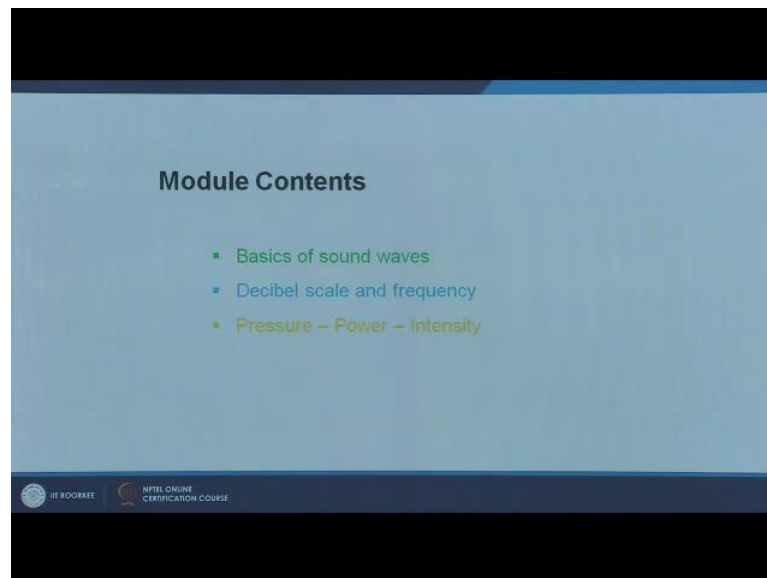 Module Contents
▪ Basics of sound waves
▪ Decibel scale and frequency
▪ Pressure – Power – Intensity
IIT ROORKEE
NPTEL ONLINE
CERTIFICATION COURSE